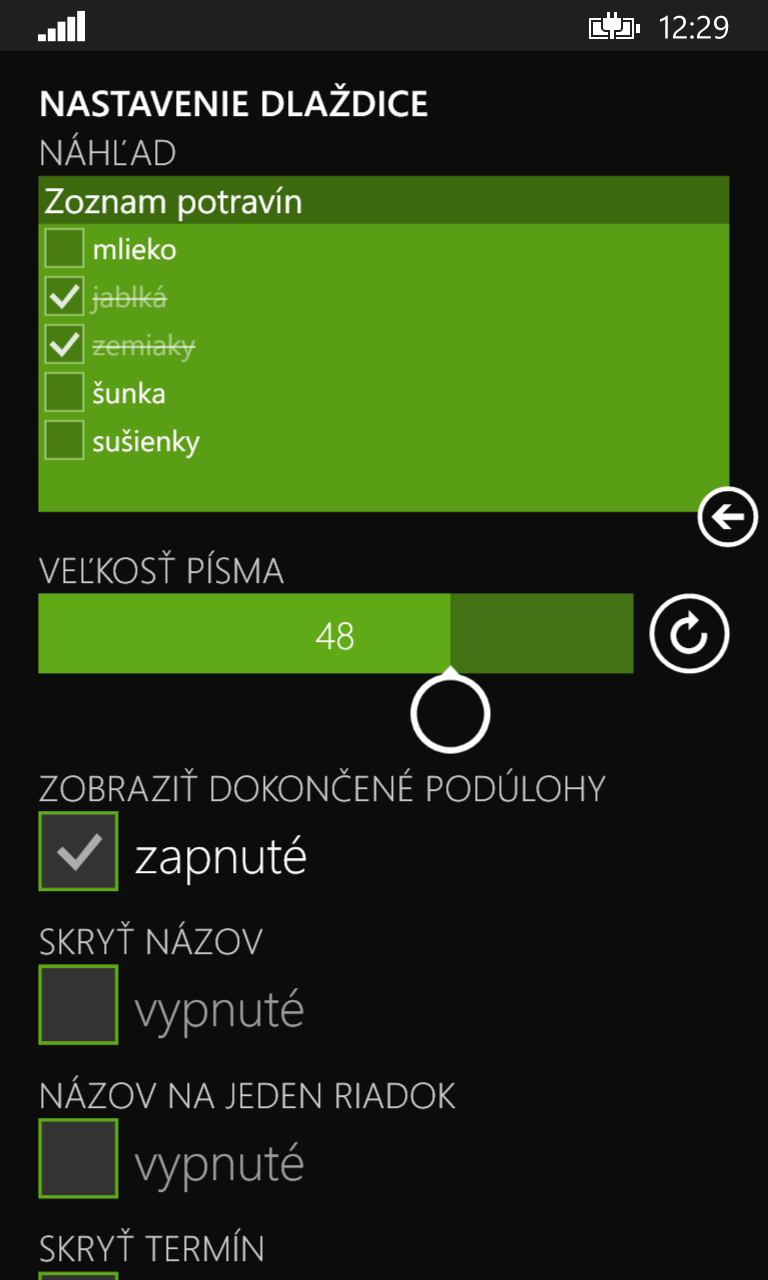 12:29
NASTAVENIE DLAŽDICE
NÁHĽAD
Zoznam potravín
mlieko
jablká
zemiaky
šunka
sušienky
VEĽKOSŤ PÍSMA
48
ZOBRAZIŤ DOKONČENÉ PODÚLOHY
zapnuté
SKRYŤ NÁZOV
vypnuté
NÁZOV NA JEDEN RIADOK
vypnuté
SKRYŤ TERMÍN